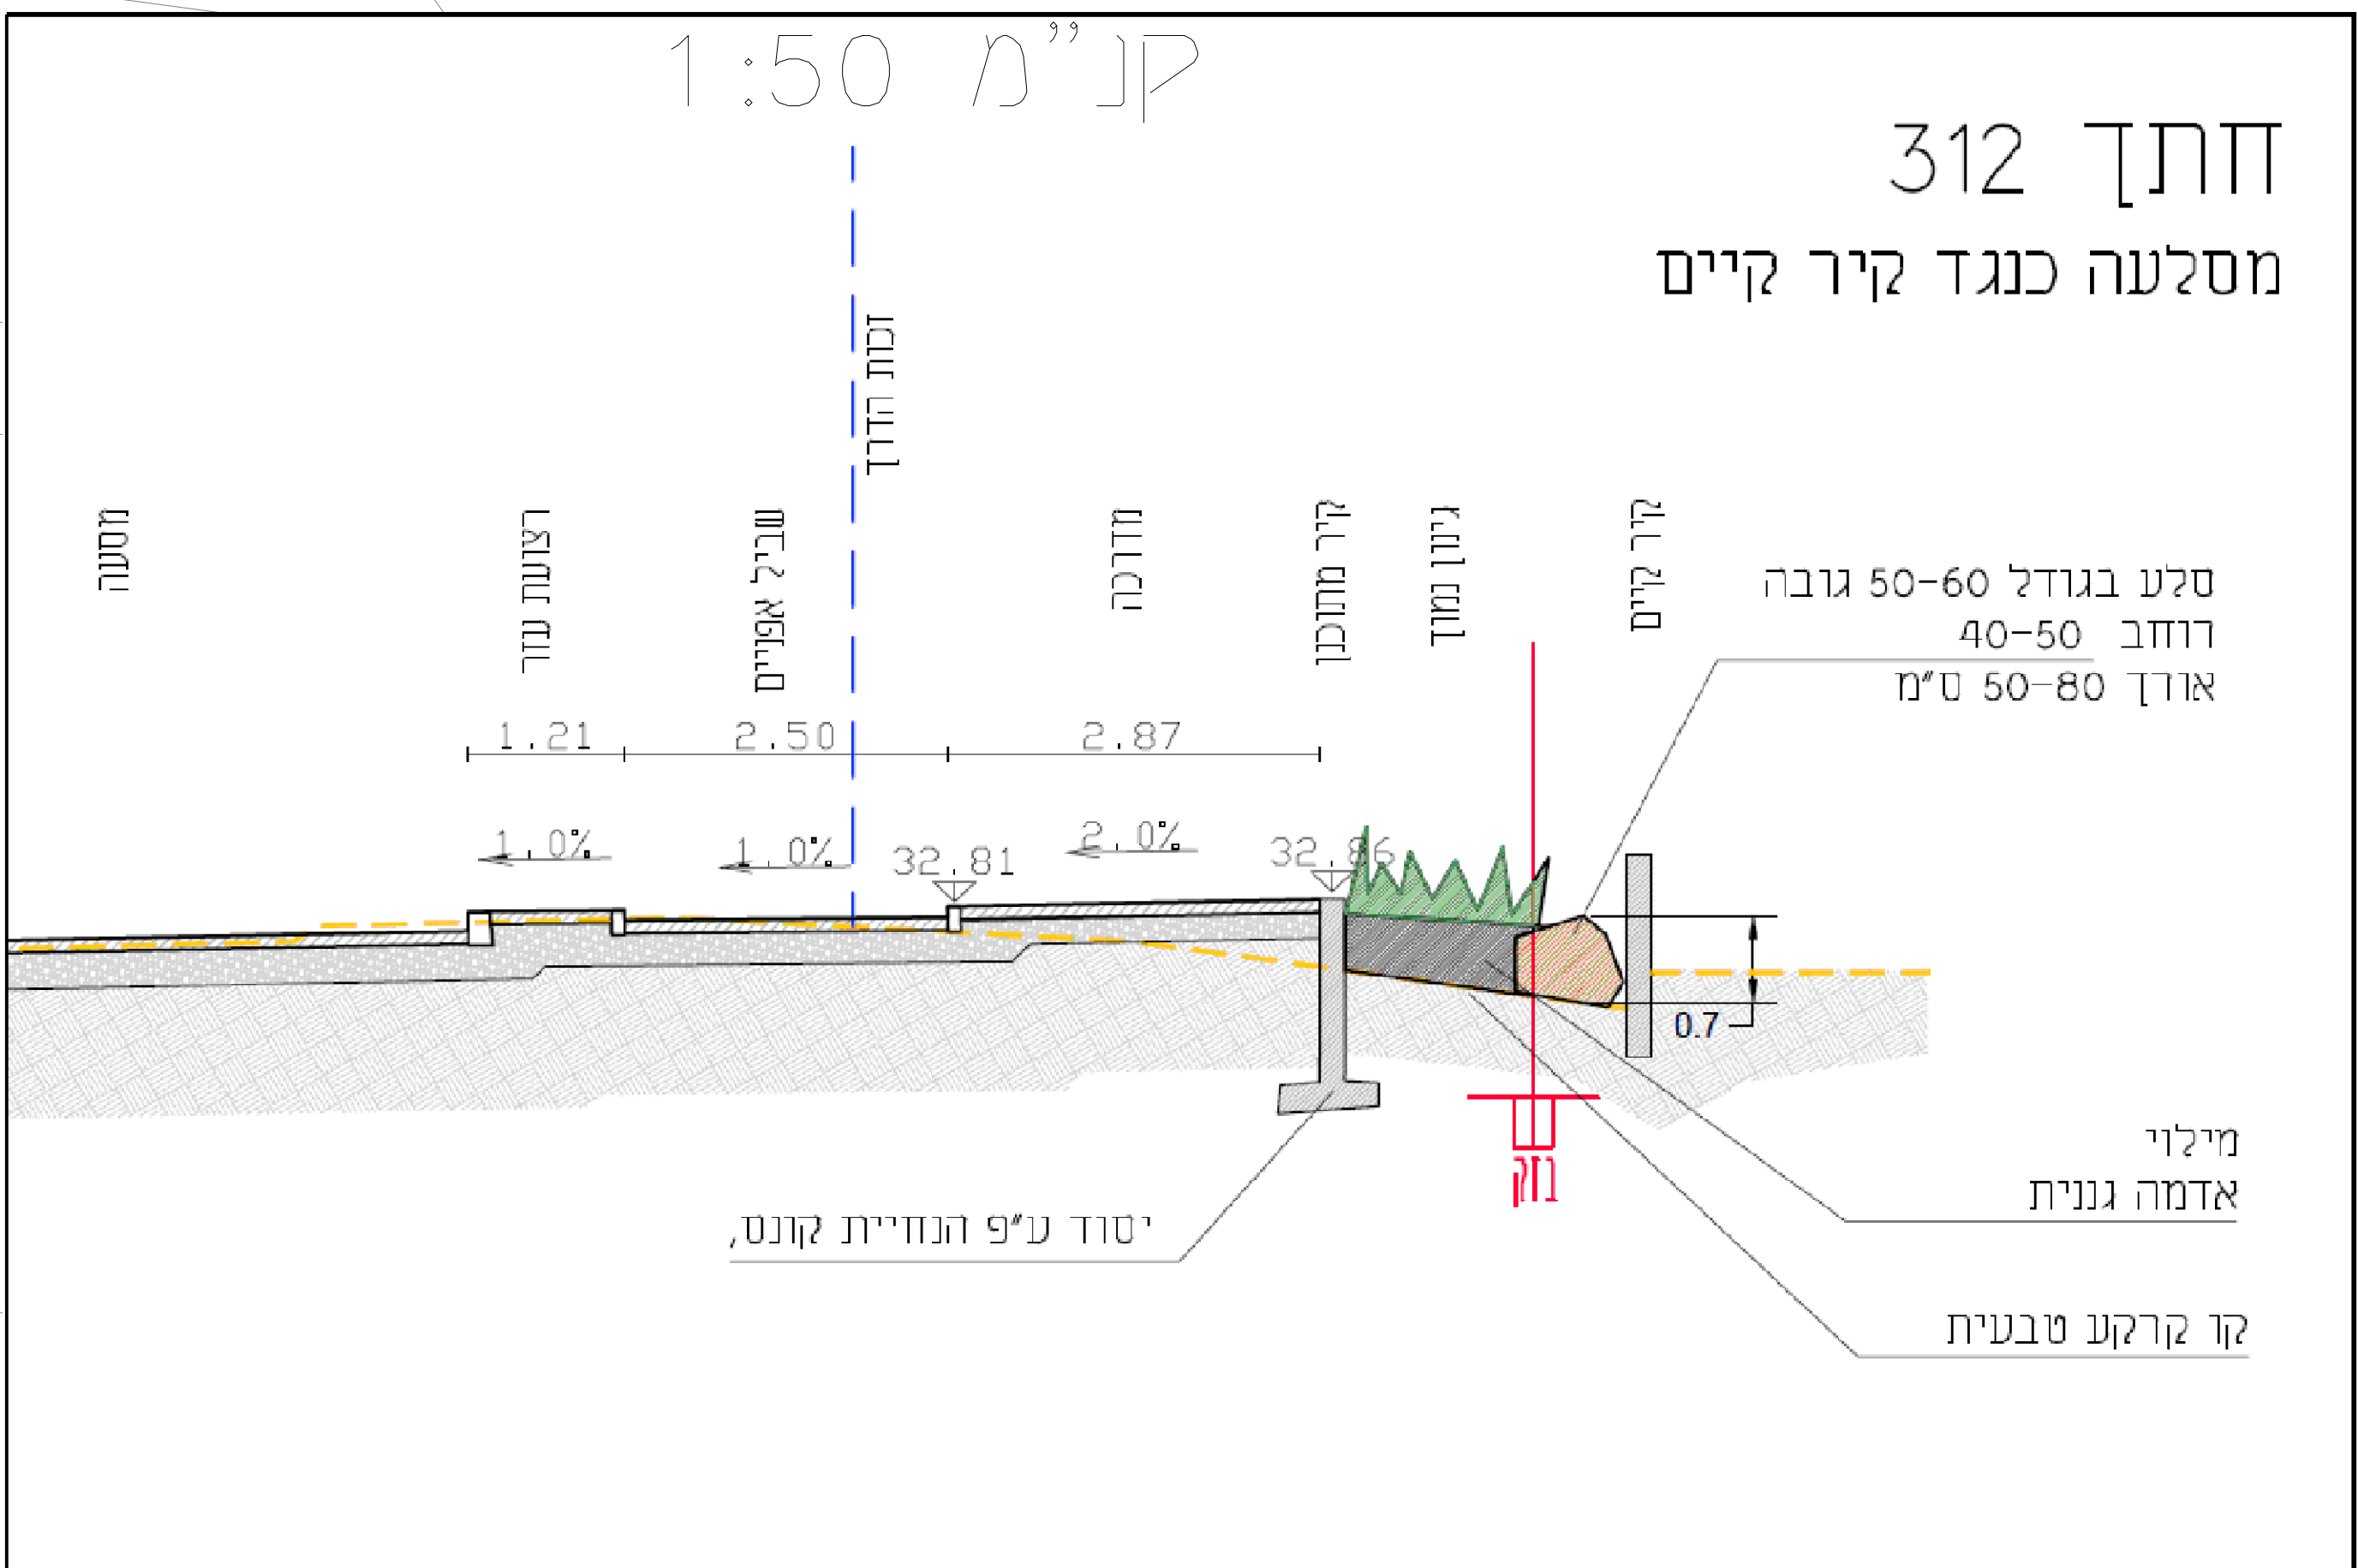 קנ"מ 1:50
חתך 312
מסלעה כנגד קיר קיים
זכות הדרך
מסעה
רצועת עזר
שביל אפניים
מדרכה
קיר מתוכנן
גינון נמוך
קיר קיים
סלע בגודל 50-60 גובה
רוחב 40-50
אורך 50-80 ס"מ
1.21
2.50
2.87
1.0%
1.0%
32.81
2.0%
32.86
0.7
בזק
מילוי
אדמה גננית
יסוד ע"פ הנחיית קונס,
קו קרקע טבעית